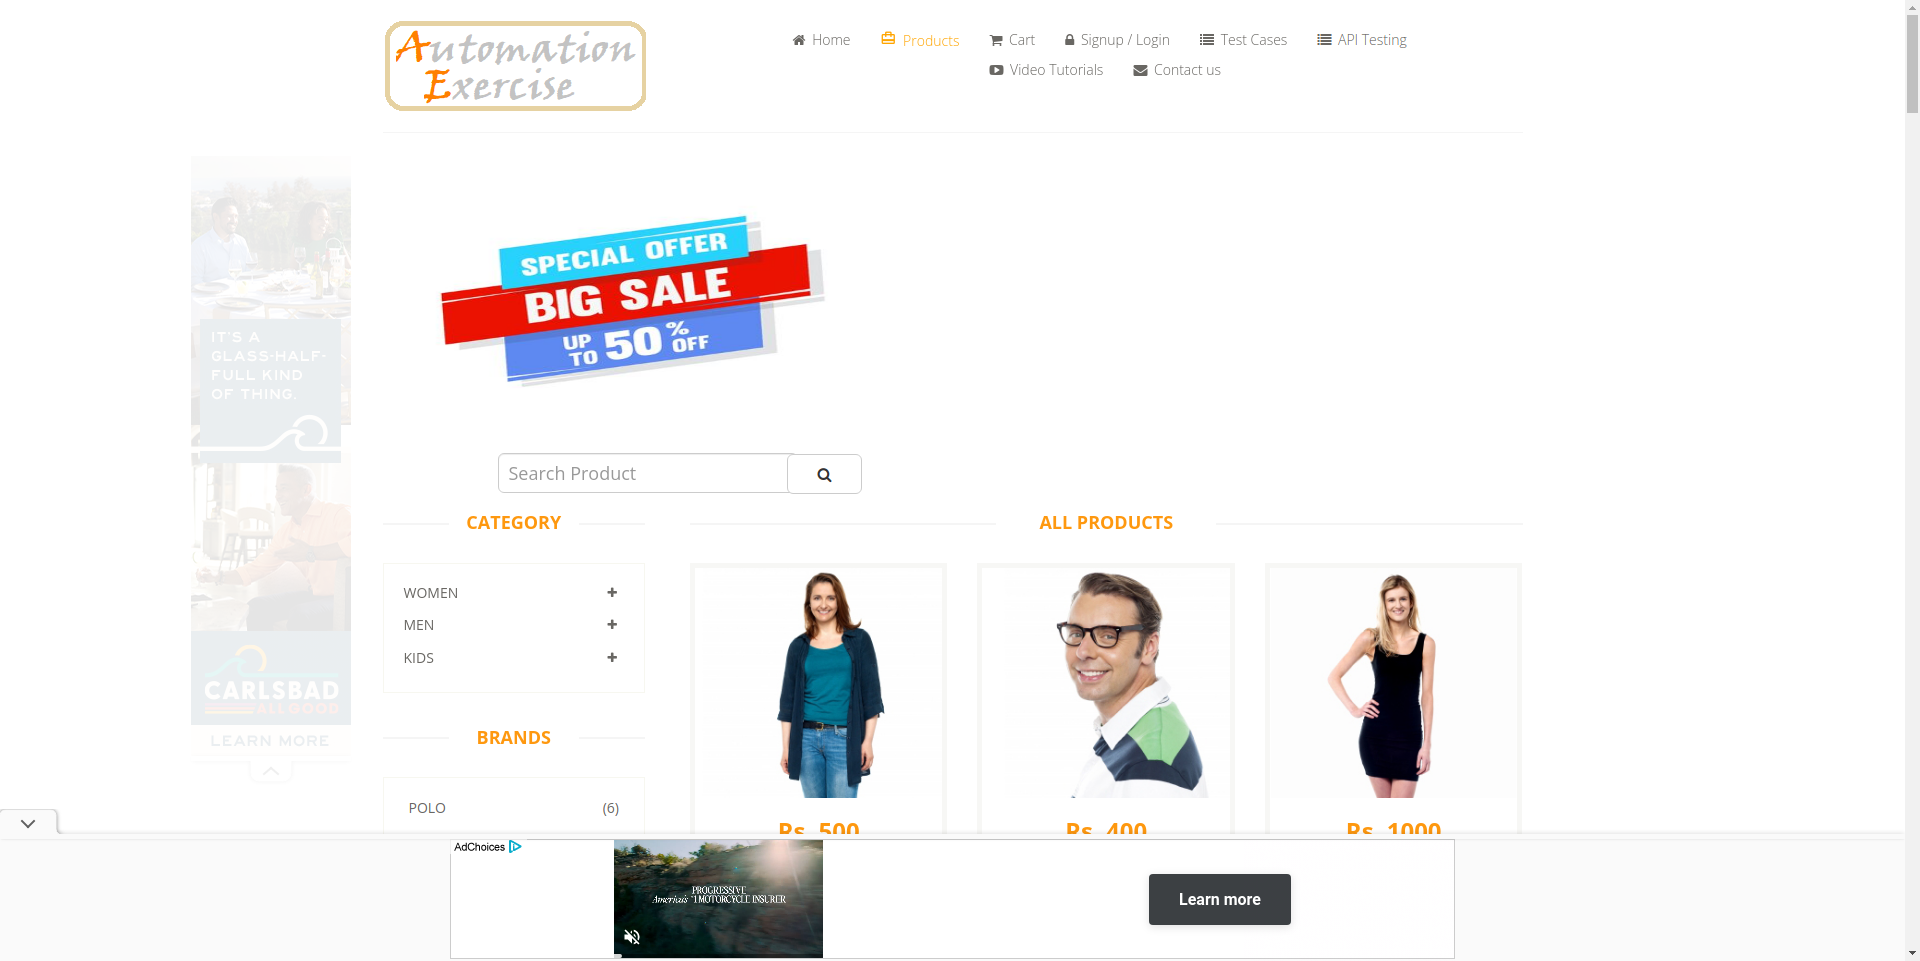 Automation
Exercise
Home
Products
Cart
Signup / Login
Test Cases
API Testing
Video Tutorials
Contact us
SPECIAL OFFER
BIG SALE
UP TO 50% OFF
IT'S A
GLASS-HALF-
FULL KIND
OF THING.
CARLSBAD
ALL GOOD
LEARN MORE
Search Product
CATEGORY
WOMEN
MEN
KIDS
BRANDS
POLO (6)
ALL PRODUCTS
Rs. 500
Rs. 400
Rs. 1000
AdChoices
PROGRESSIVE
America's #1 MOTORCYCLE INSURER
Learn more